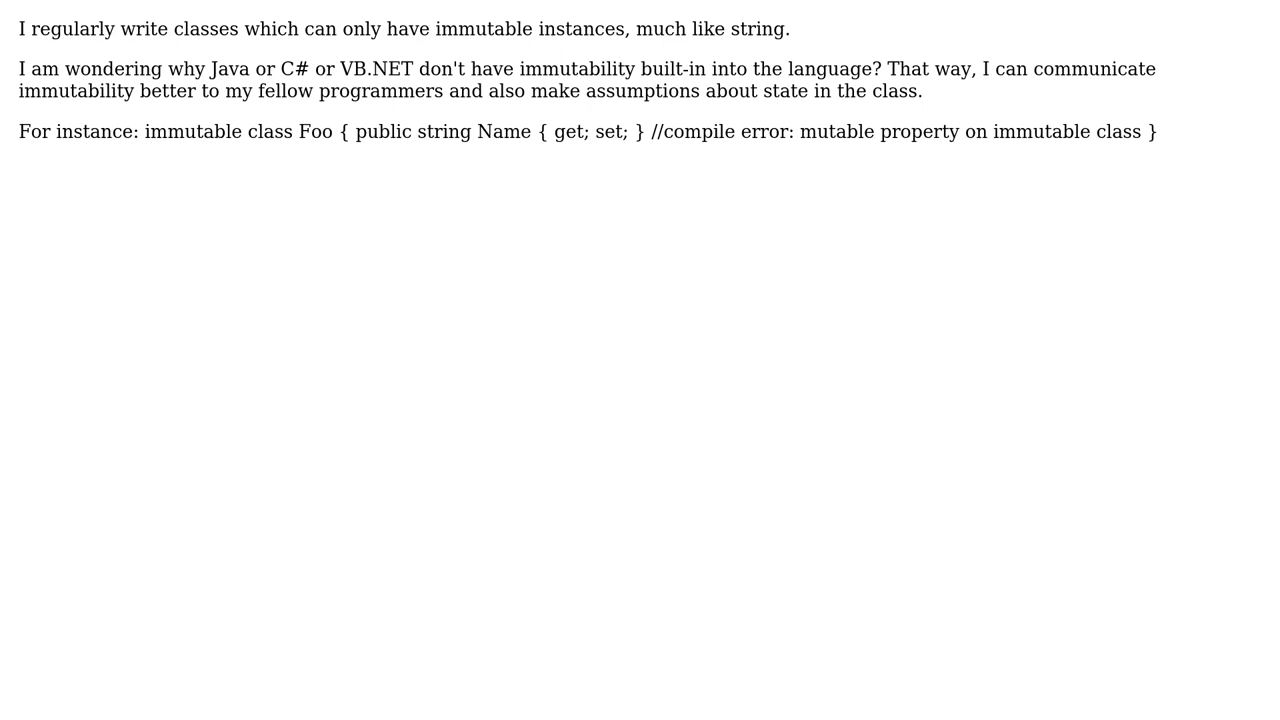 I regularly write classes which can only have immutable instances, much like string.
I am wondering why Java or C# or VB.NET don't have immutability built-in into the language? That way, I can communicate
immutability better to my fellow programmers and also make assumptions about state in the class.
For instance: immutable class Foo { public string Name { get; set; } //compile error: mutable property on immutable class }